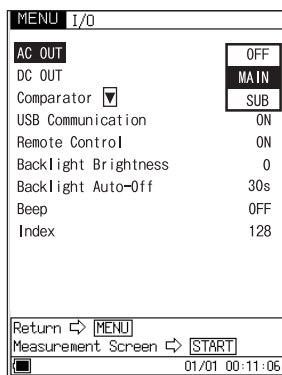 MENU I/O
AC OUT OFF
DC OUT MAIN
Comparator ▼ SUB
USB Communication ON
Remote Control ON
Backlight Brightness 0
Backlight Auto-Off 30s
Beep OFF
Index 128
Return ⇨ MENU
Measurement Screen ⇨ START
01/01 00:11:06